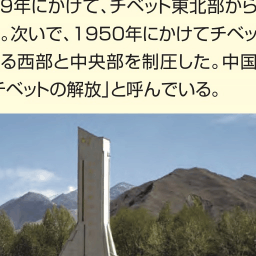 9年にかけて、チベット東北部から
。次いで、1950年にかけてチベッ
る西部と中央部を制圧した。中国
チベットの解放」と呼んでいる。